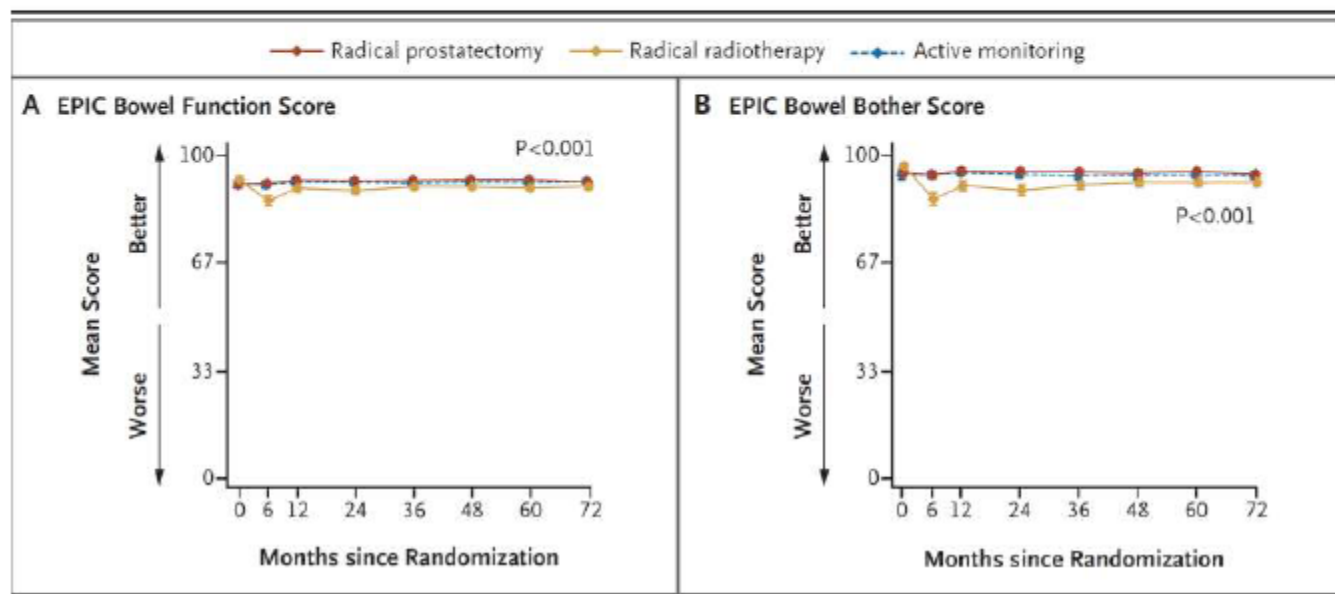 Radical prostatectomy Radical radiotherapy Active monitoring
A EPIC Bowel Function Score
P<0.001
Mean Score
Better
Worse
100
67
33
0
0 6 12 24 36 48 60 72
Months since Randomization
B EPIC Bowel Bother Score
P<0.001
Mean Score
Better
Worse
100
67
33
0
0 6 12 24 36 48 60 72
Months since Randomization